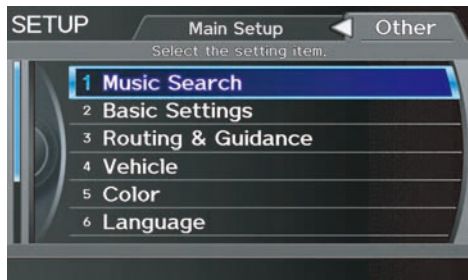 SETUP Main Setup Other
Select the setting item.
1 Music Search
2 Basic Settings
3 Routing & Guidance
4 Vehicle
5 Color
6 Language